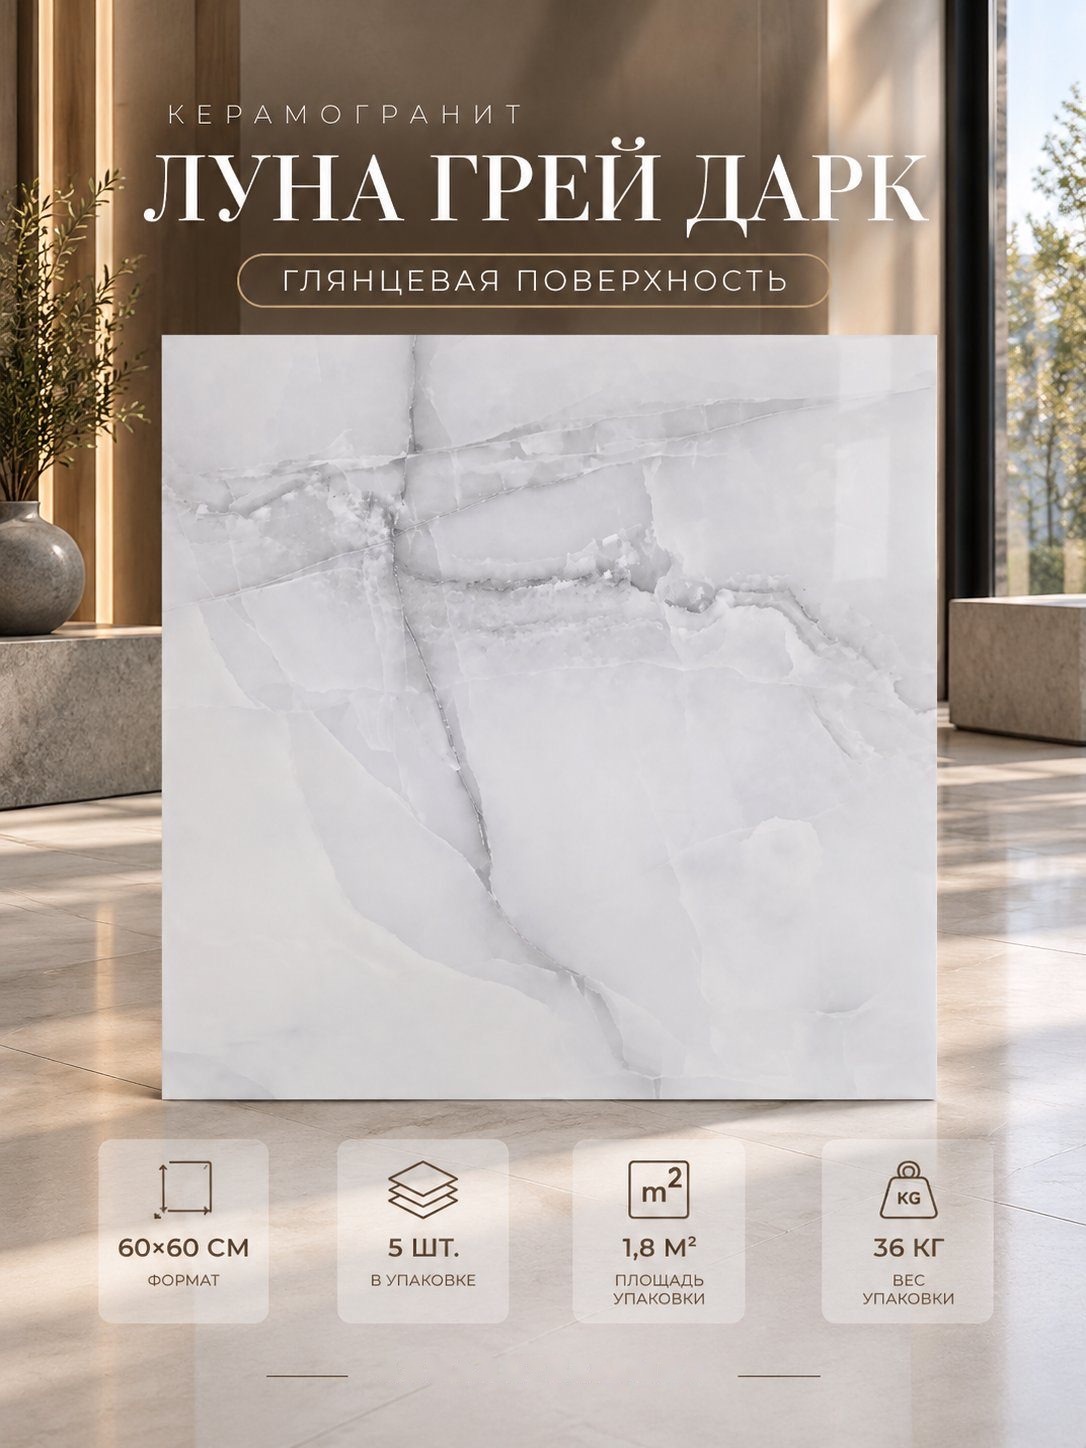 КЕРАМОГРАНИТ
ЛУНА ГРЕЙ ДАРК
ГЛЯНЦЕВАЯ ПОВЕРХНОСТЬ
60×60 СМ
ФОРМАТ
5 ШТ.
В УПАКОВКЕ
m²
1,8 М²
ПЛОЩАДЬ
УПАКОВКИ
KG
36 КГ
ВЕС
УПАКОВКИ